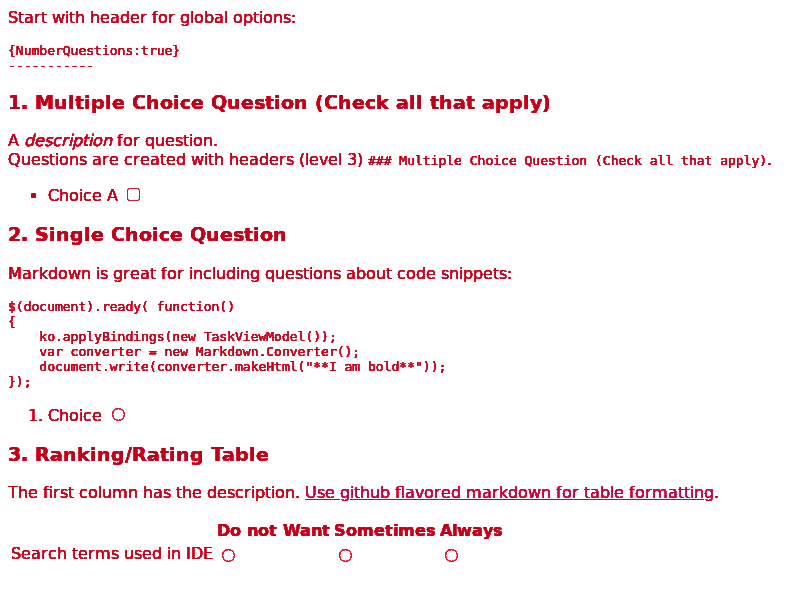 Start with header for global options:
{NumberQuestions:true}
-----------
1. Multiple Choice Question (Check all that apply)
A description for question.
Questions are created with headers (level 3) ### Multiple Choice Question (Check all that apply).
Choice A
2. Single Choice Question
Markdown is great for including questions about code snippets:
$(document).ready( function()
{
    ko.applyBindings(new TaskViewModel());
    var converter = new Markdown.Converter();
    document.write(converter.makeHtml("**I am bold**"));
});
1. Choice
3. Ranking/Rating Table
The first column has the description. Use github flavored markdown for table formatting.
Do not Want Sometimes Always
Search terms used in IDE